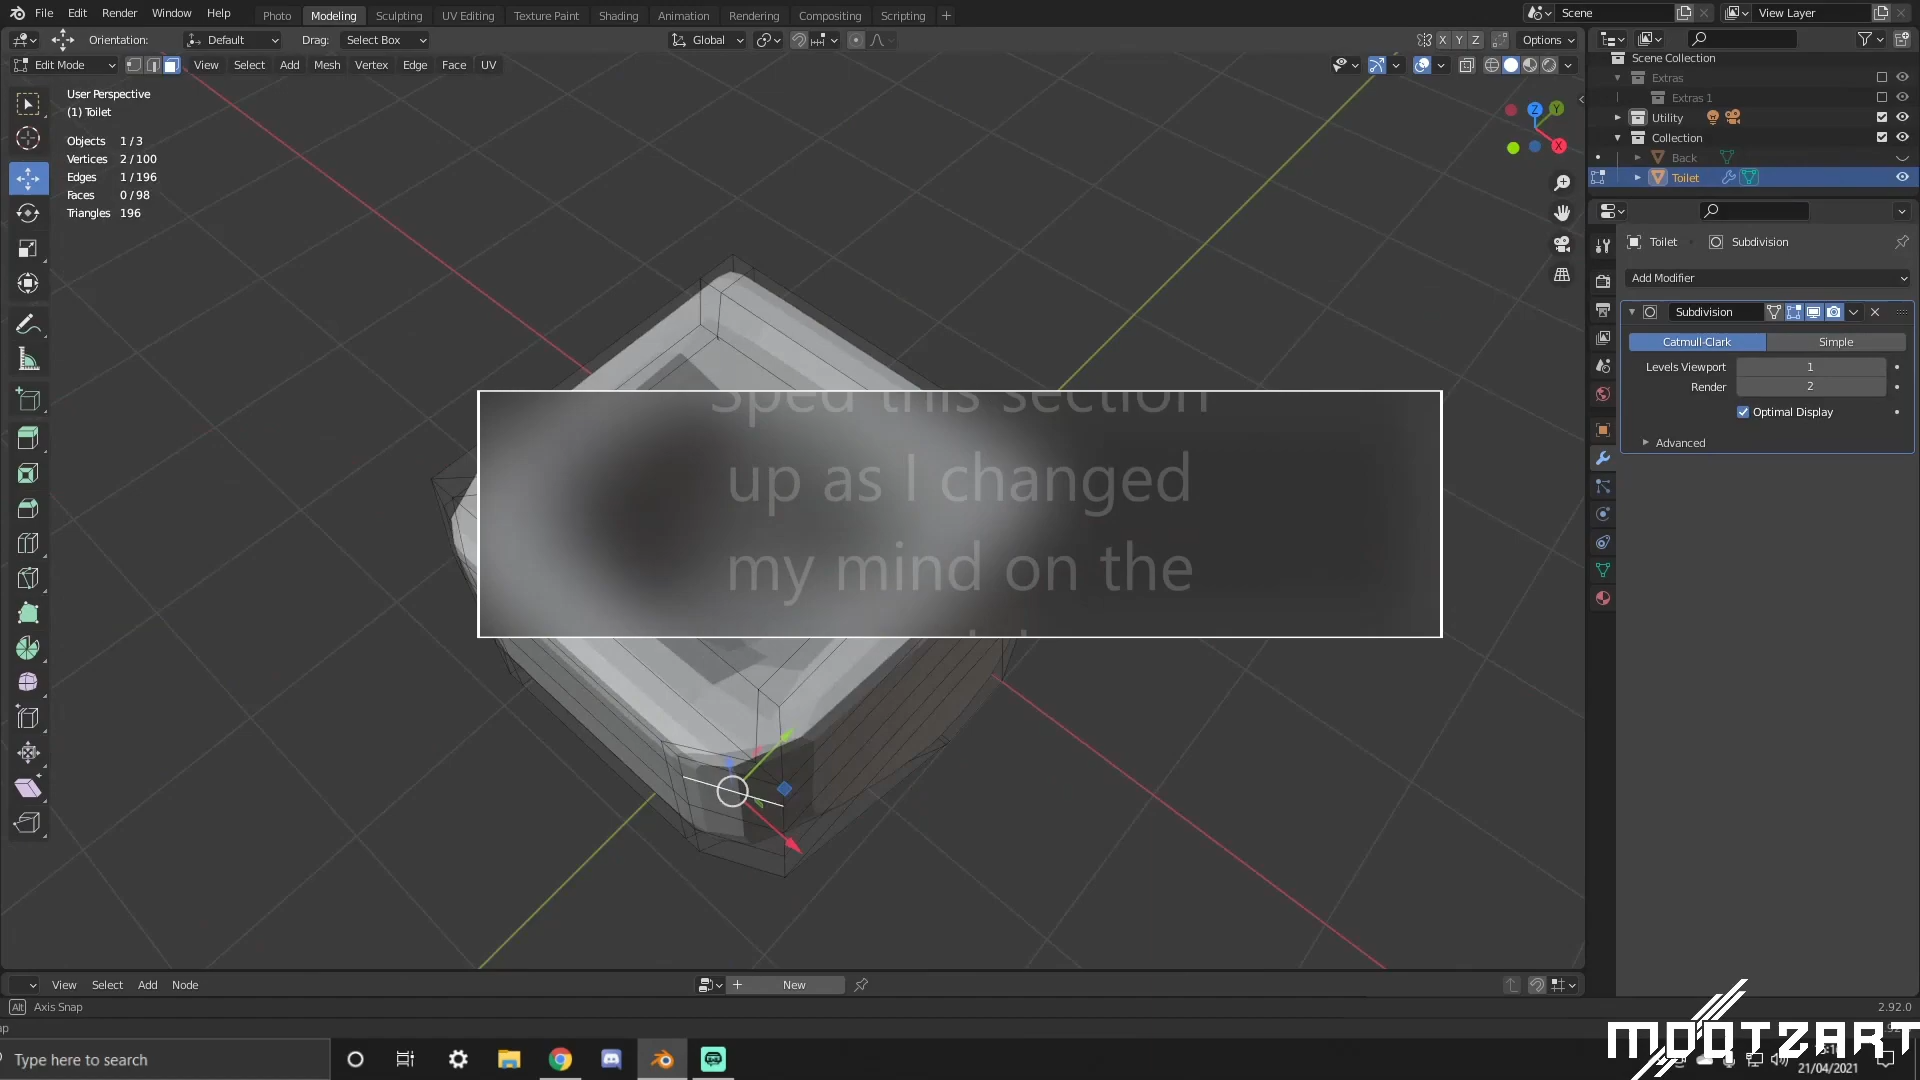 File Edit Render Window Help
Photo Modeling Sculpting UV Editing Texture Paint Shading Animation Rendering Compositing Scripting +
Scene
View Layer
Orientation: Default Drag: Select Box
Global
X Y Z Options
Edit Mode View Select Add Mesh Vertex Edge Face UV
User Perspective
(1) Toilet
Objects 1 / 3
Vertices 2 / 100
Edges 1 / 196
Faces 0 / 98
Triangles 196
Z Y
X
Sped this section
up as I changed
my mind on the
Scene Collection
Extras
Extras 1
Utility
Collection
Back
Toilet
Toilet Subdivision
Add Modifier
Subdivision
Catmull-Clark Simple
Levels Viewport 1
Render 2
Optimal Display
Advanced
View Select Add Node
+ New
Alt Axis Snap
2.92.0
MOOTZART
Type here to search
21/04/2021